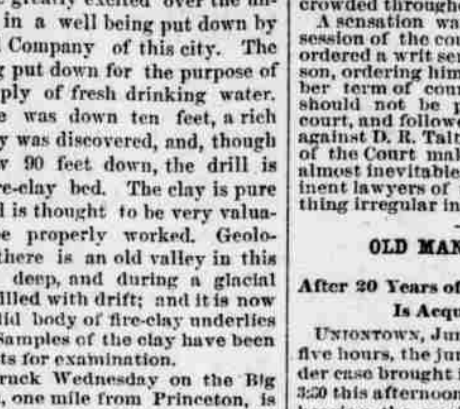 in a well being put down by
Company of this city. The
put down for the purpose of
ply of fresh drinking water.
was down ten feet, a rich
y was discovered, and, though
w 90 feet down, the drill is
re-clay bed. The clay is pure
l is thought to be very valua-
e properly worked. Geolo-
there is an old valley in this
deep, and during a glacial
illed with drift; and it is now
lid body of fire-clay underlies
Samples of the clay have been
ts for examination.
ruck Wednesday on the Big
, one mile from Princeton, is
crowded through
A sensation wa
session of the cou
ordered a writ ser
son, ordering him
ber term of cour
should not be p
court, and followe
against D. R. Talt
of the Court mak
almost inevitable
inent lawyers of
thing irregular in
OLD MAN
After 20 Years of
Is Acqu
UNIONTOWN, Jun
five hours, the jur
der case brought i
3:30 this afternoon